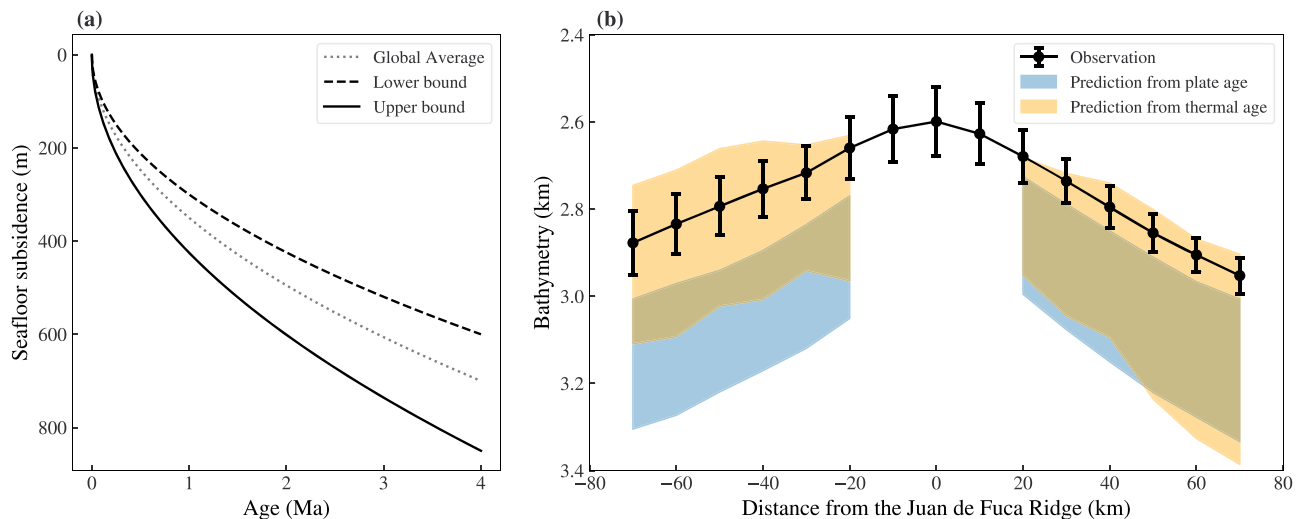 (a)
0
200
400
600
800
Seafloor subsidence (m)
Global Average
Lower bound
Upper bound
0 1 2 3 4
Age (Ma)
(b)
2.4
2.6
2.8
3.0
3.2
3.4
Bathymetry (km)
Observation
Prediction from plate age
Prediction from thermal age
−80 −60 −40 −20 0 20 40 60 80
Distance from the Juan de Fuca Ridge (km)